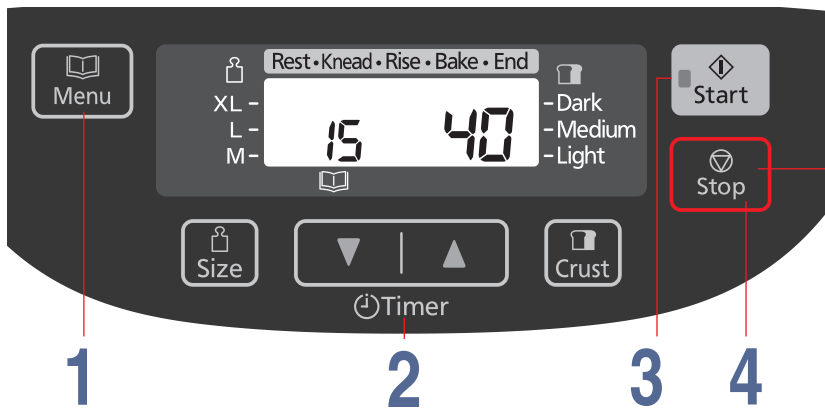 Menu
Rest • Knead • Rise • Bake • End
XL –
L –
M –
15 40
– Dark
– Medium
– Light
Start
Stop
Size
Crust
Timer
1
2
3
4